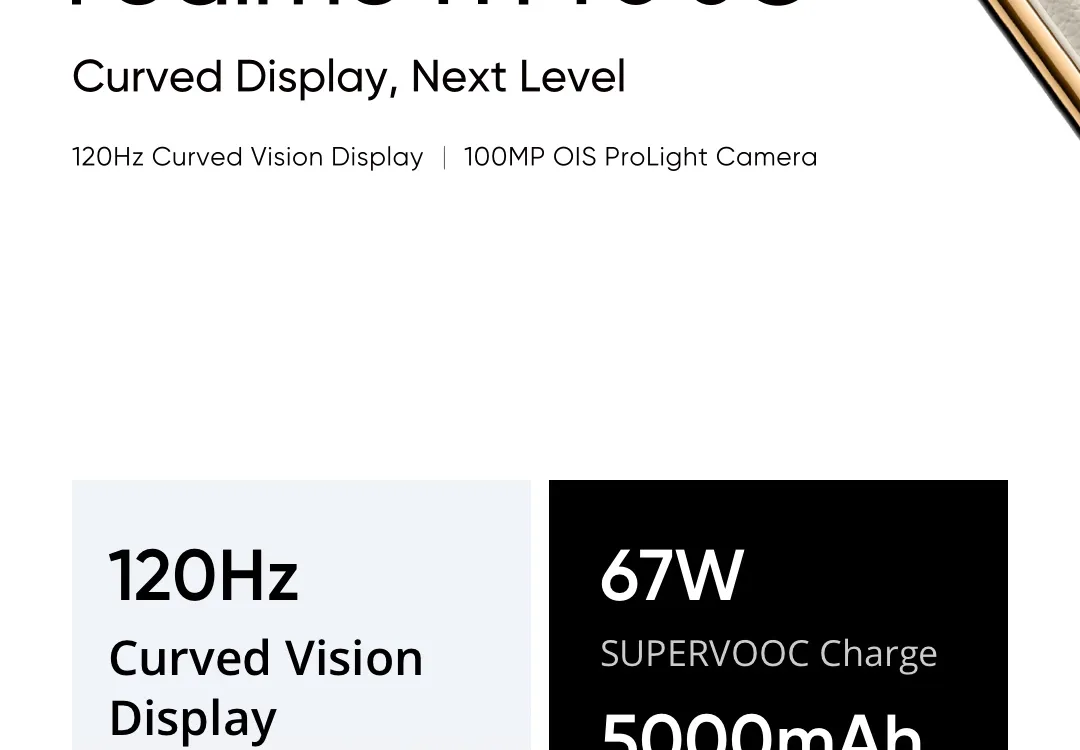 Curved Display, Next Level
120Hz Curved Vision Display | 100MP OIS ProLight Camera
120Hz
Curved Vision
Display
67W
SUPERVOOC Charge
5000mAh